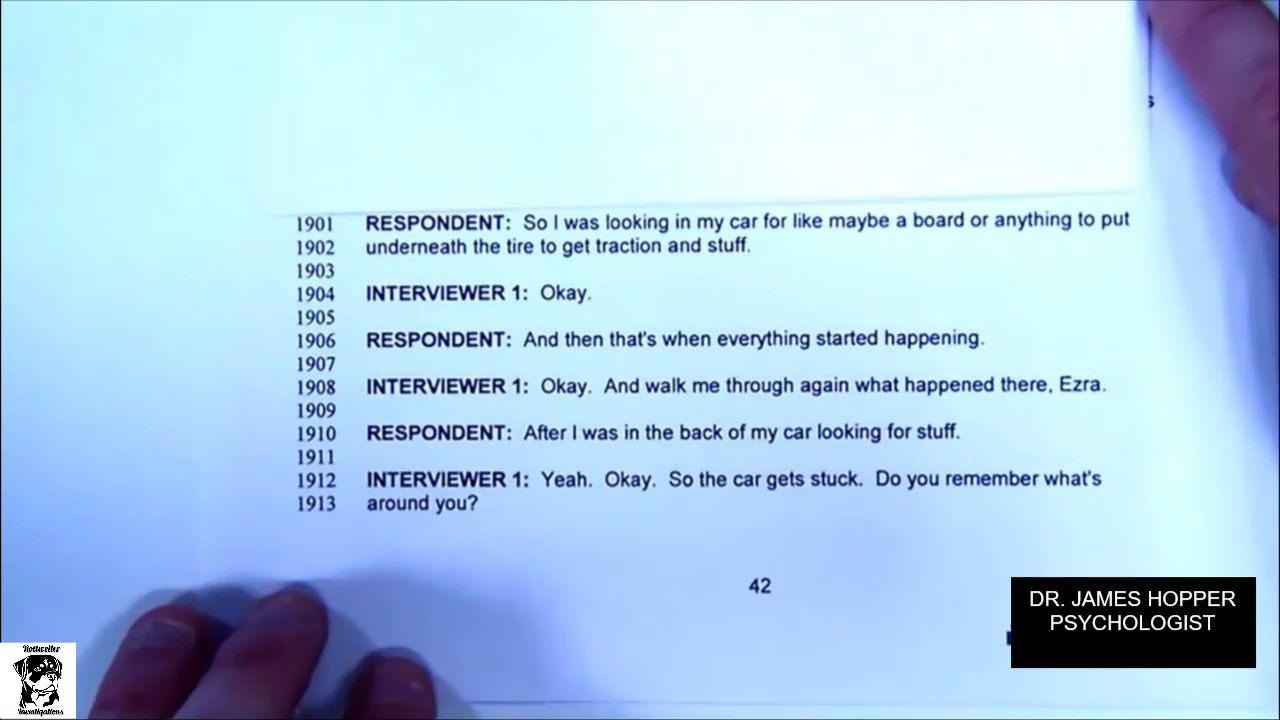 s
1901 RESPONDENT: So I was looking in my car for like maybe a board or anything to put
1902 underneath the tire to get traction and stuff.
1903
1904 INTERVIEWER 1: Okay.
1905
1906 RESPONDENT: And then that's when everything started happening.
1907
1908 INTERVIEWER 1: Okay. And walk me through again what happened there, Ezra.
1909
1910 RESPONDENT: After I was in the back of my car looking for stuff.
1911
1912 INTERVIEWER 1: Yeah. Okay. So the car gets stuck. Do you remember what's
1913 around you?
42
DR. JAMES HOPPER
PSYCHOLOGIST
Rottweiler
Investigations